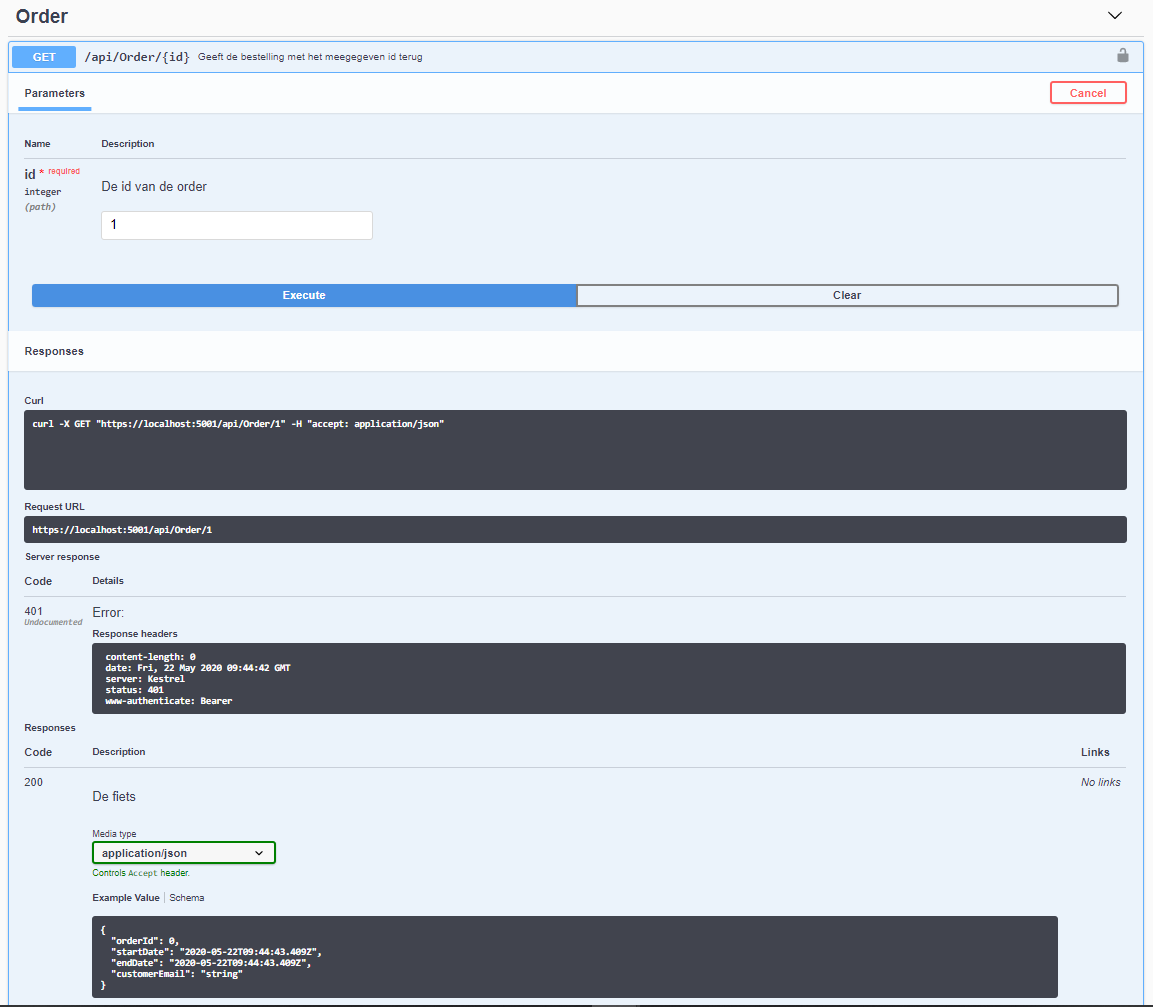 Order
GET /api/Order/{id} Geeft de bestelling met het meegegeven id terug
Parameters Cancel
Name Description
id * required
integer
(path)
De id van de order
1
Execute Clear
Responses
Curl
curl -X GET "https://localhost:5001/api/Order/1" -H "accept: application/json"
Request URL
https://localhost:5001/api/Order/1
Server response
Code Details
401
Undocumented
Error:
Response headers
content-length: 0
date: Fri, 22 May 2020 09:44:42 GMT
server: Kestrel
status: 401
www-authenticate: Bearer
Responses
Code Description Links
200 No links
De fiets
Media type
application/json
Controls Accept header.
Example Value Schema
{
"orderId": 0,
"startDate": "2020-05-22T09:44:43.409Z",
"endDate": "2020-05-22T09:44:43.409Z",
"customerEmail": "string"
}